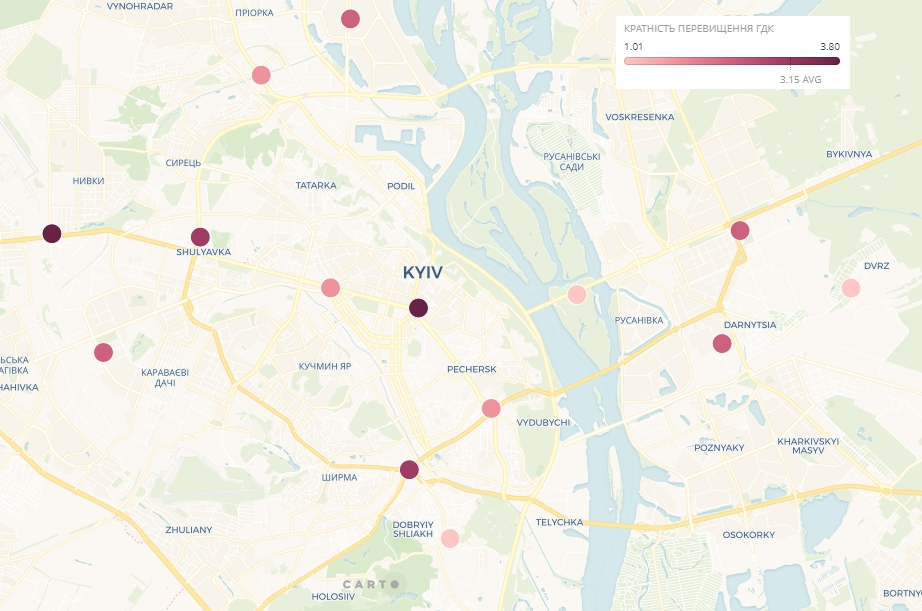 VYNOHRADAR
ПРІОРКА
КРАТНІСТЬ ПЕРЕВИЩЕННЯ ГДК
1.01 3.80
3.15 AVG
VOSKRESENKA
СИРЕЦЬ
РУСАНІВСЬКІ
САДИ
BYKIVNYA
НИВКИ
TATARKA
PODIL
SHULYAVKA
KYIV
DVRZ
РУСАНІВКА
DARNYTSIA
КАРАВАЄВІ
ДАЧІ
КУЧМИН ЯР
PECHERSK
VYDUBYCHI
POZNYAKY
KHARKIVSKYI
MASYV
ШИРМА
ZHULIANY
DOBRYIY
SHLIAKH
TELYCHKA
OSOKORKY
CARTO
HOLOSIIV